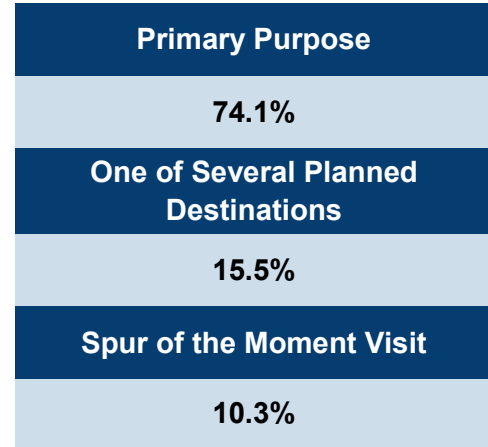 Primary Purpose
74.1%
One of Several Planned
Destinations
15.5%
Spur of the Moment Visit
10.3%